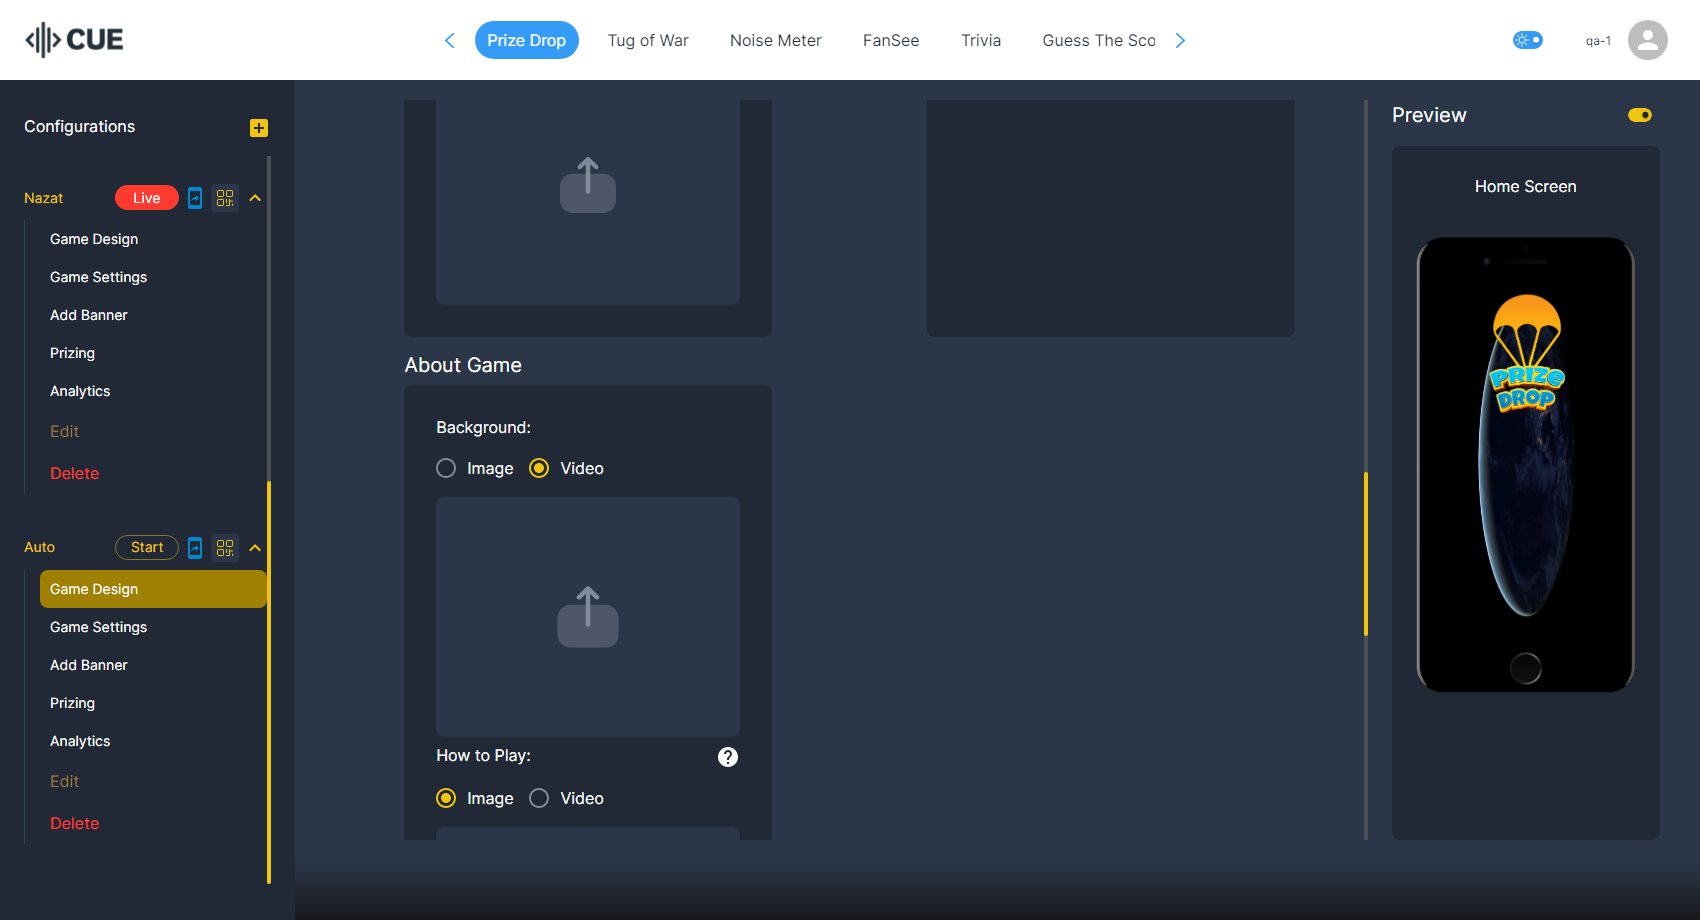 CUE
Prize Drop
Tug of War
Noise Meter
FanSee
Trivia
Guess The Sco
qa-1
Configurations
Nazat
Live
Game Design
Game Settings
Add Banner
Prizing
Analytics
Edit
Delete
Auto
Start
Game Design
Game Settings
Add Banner
Prizing
Analytics
Edit
Delete
About Game
Background:
Image
Video
How to Play:
?
Image
Video
Preview
Home Screen
PRIZE
DROP